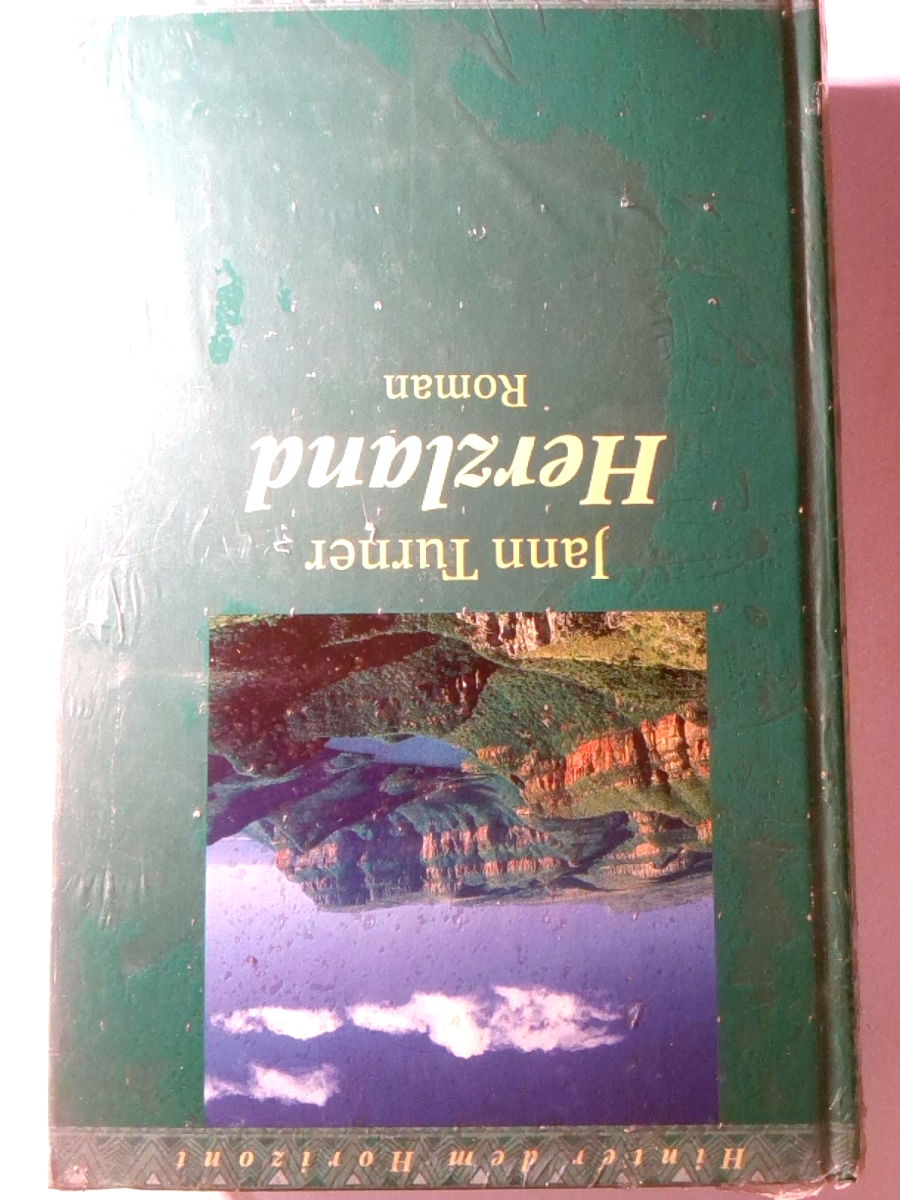 Hinter dem Horizont
Jann Turner
Herzland
Roman